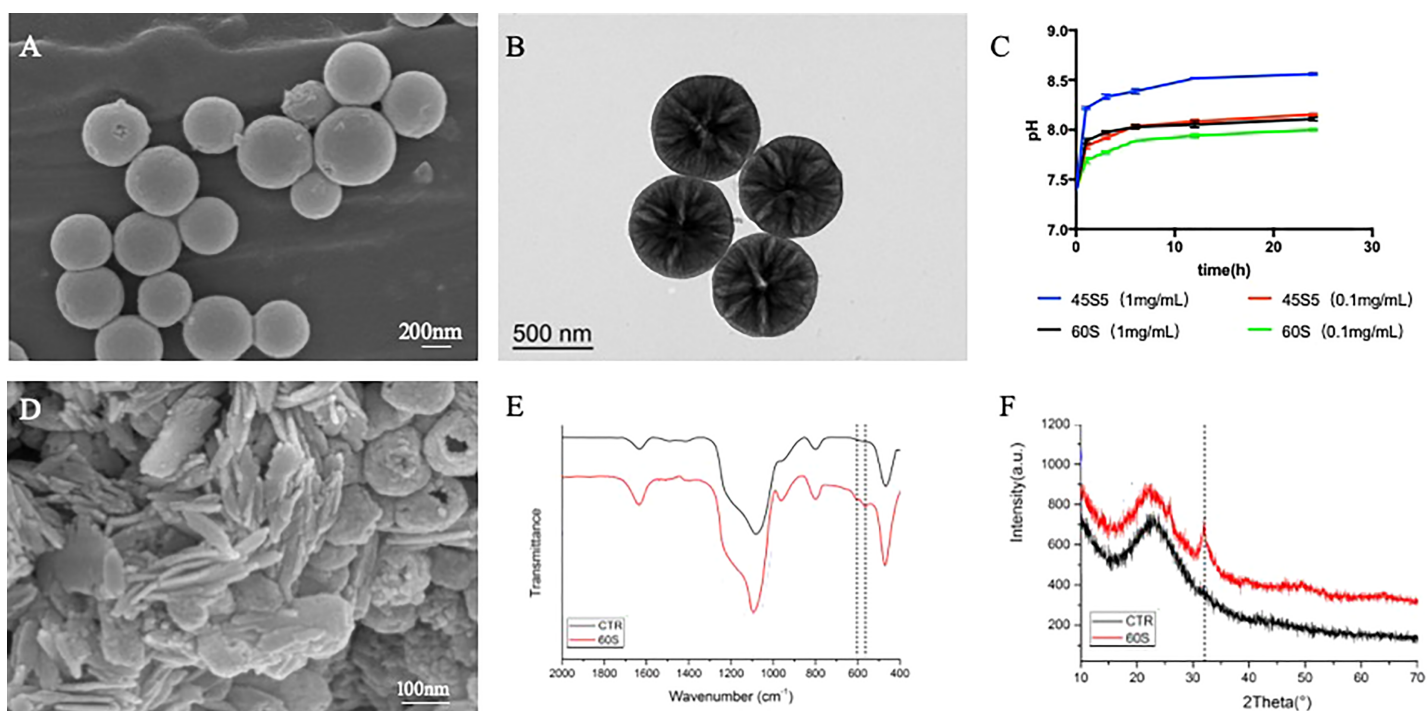 A
200nm
B
500 nm
C
9.0
8.5
8.0
7.5
7.0
pH
0
10
20
30
time(h)
45S5 (1mg/mL)
45S5 (0.1mg/mL)
60S (1mg/mL)
60S (0.1mg/mL)
D
100nm
E
Transmittance
CTR
60S
2000
1800
1600
1400
1200
1000
800
600
400
Wavenumber (cm⁻¹)
F
1200
1000
800
600
400
200
Intensity(a.u.)
CTR
60S
10
20
30
40
50
60
70
2Theta(°)